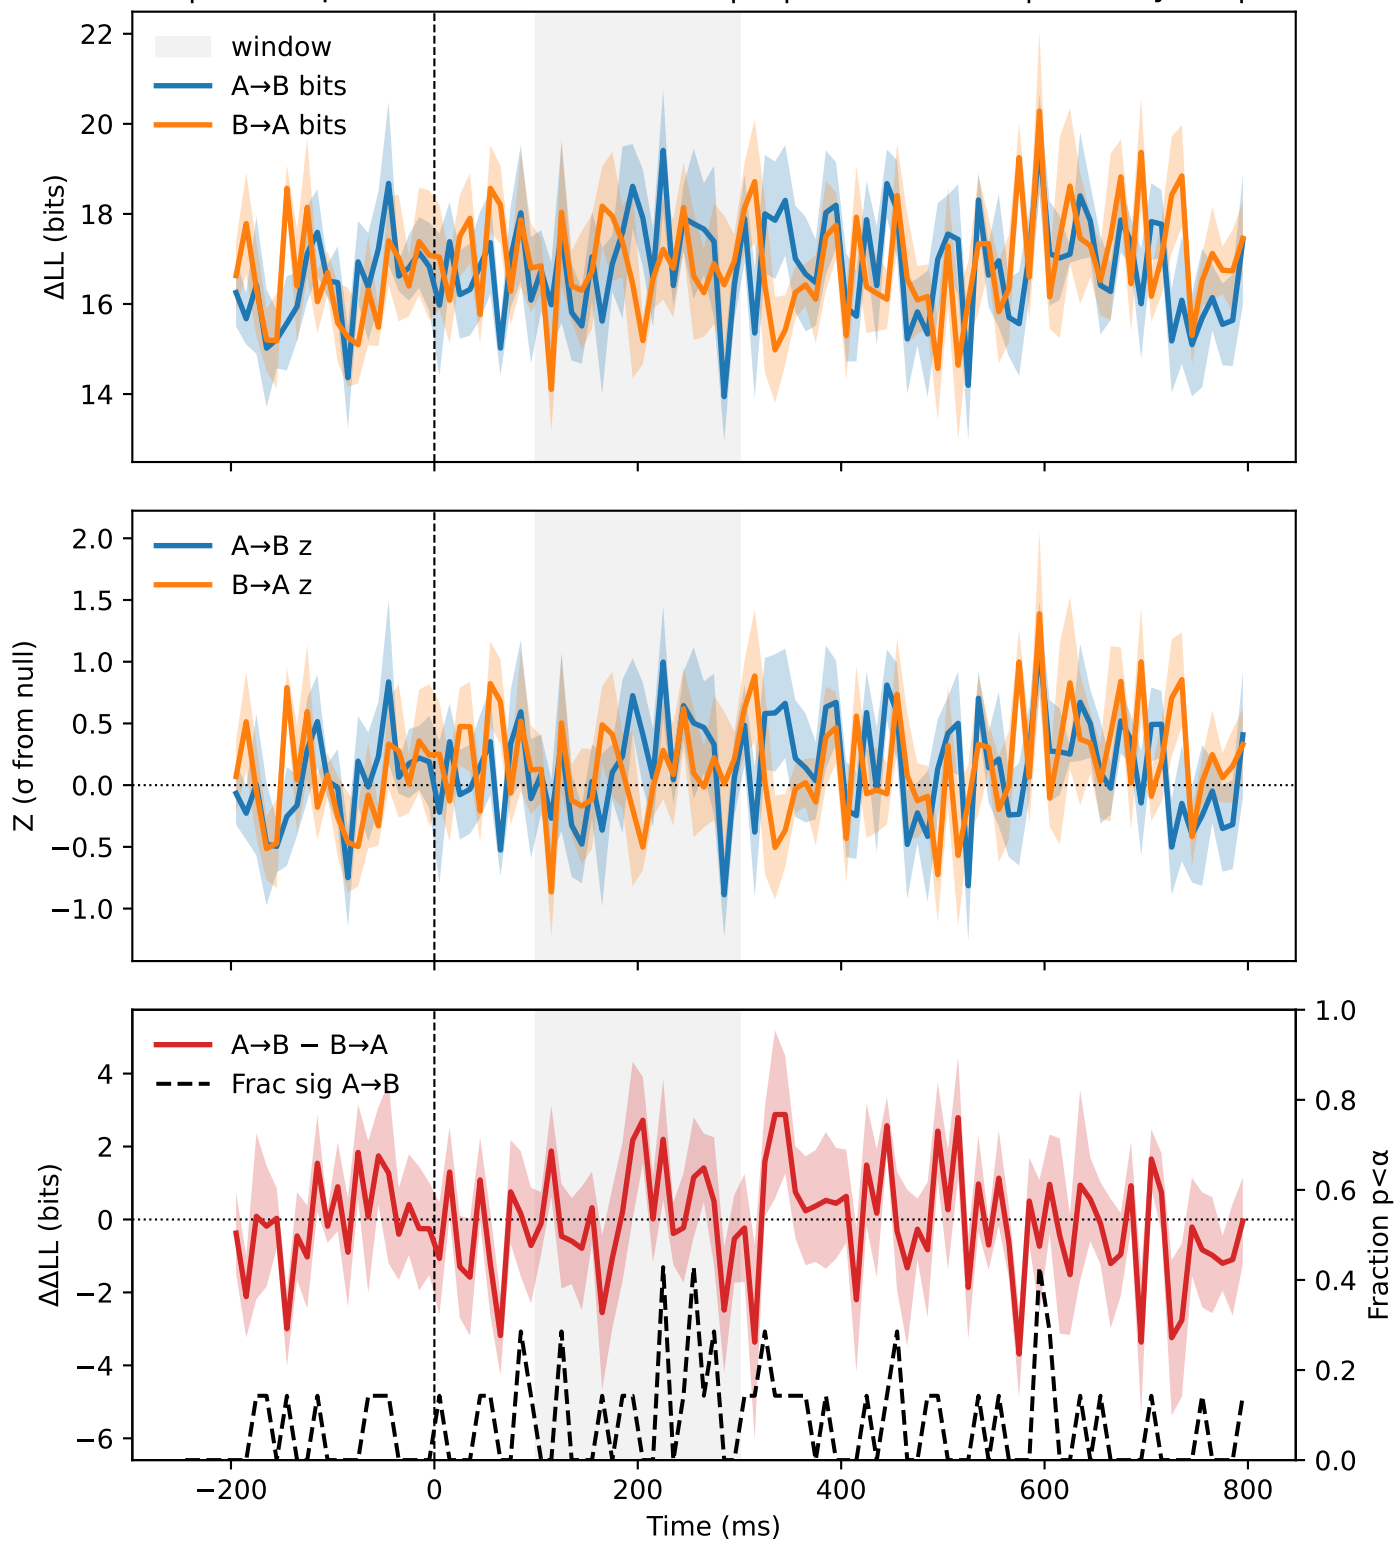 22
20
18
16
14
ΔLL (bits)
window
A→B bits
B→A bits
2.0
1.5
1.0
0.5
0.0
−0.5
−1.0
Z (σ from null)
A→B z
B→A z
4
2
0
−2
−4
−6
ΔΔLL (bits)
A→B − B→A
Frac sig A→B
1.0
0.8
0.6
0.4
0.2
0.0
Fraction p<α
−200
0
200
400
600
800
Time (ms)